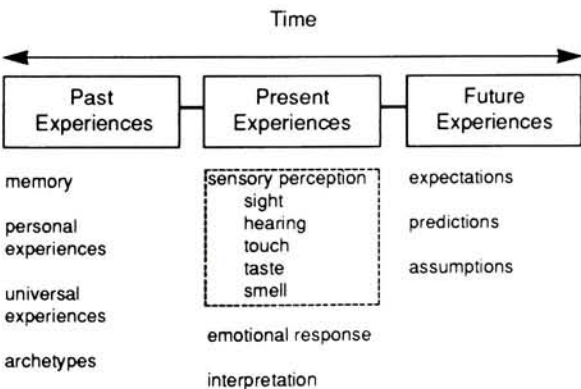 Time
Past
Experiences
Present
Experiences
Future
Experiences
memory
personal
experiences
universal
experiences
archetypes
sensory perception
sight
hearing
touch
taste
smell
emotional response
interpretation
expectations
predictions
assumptions